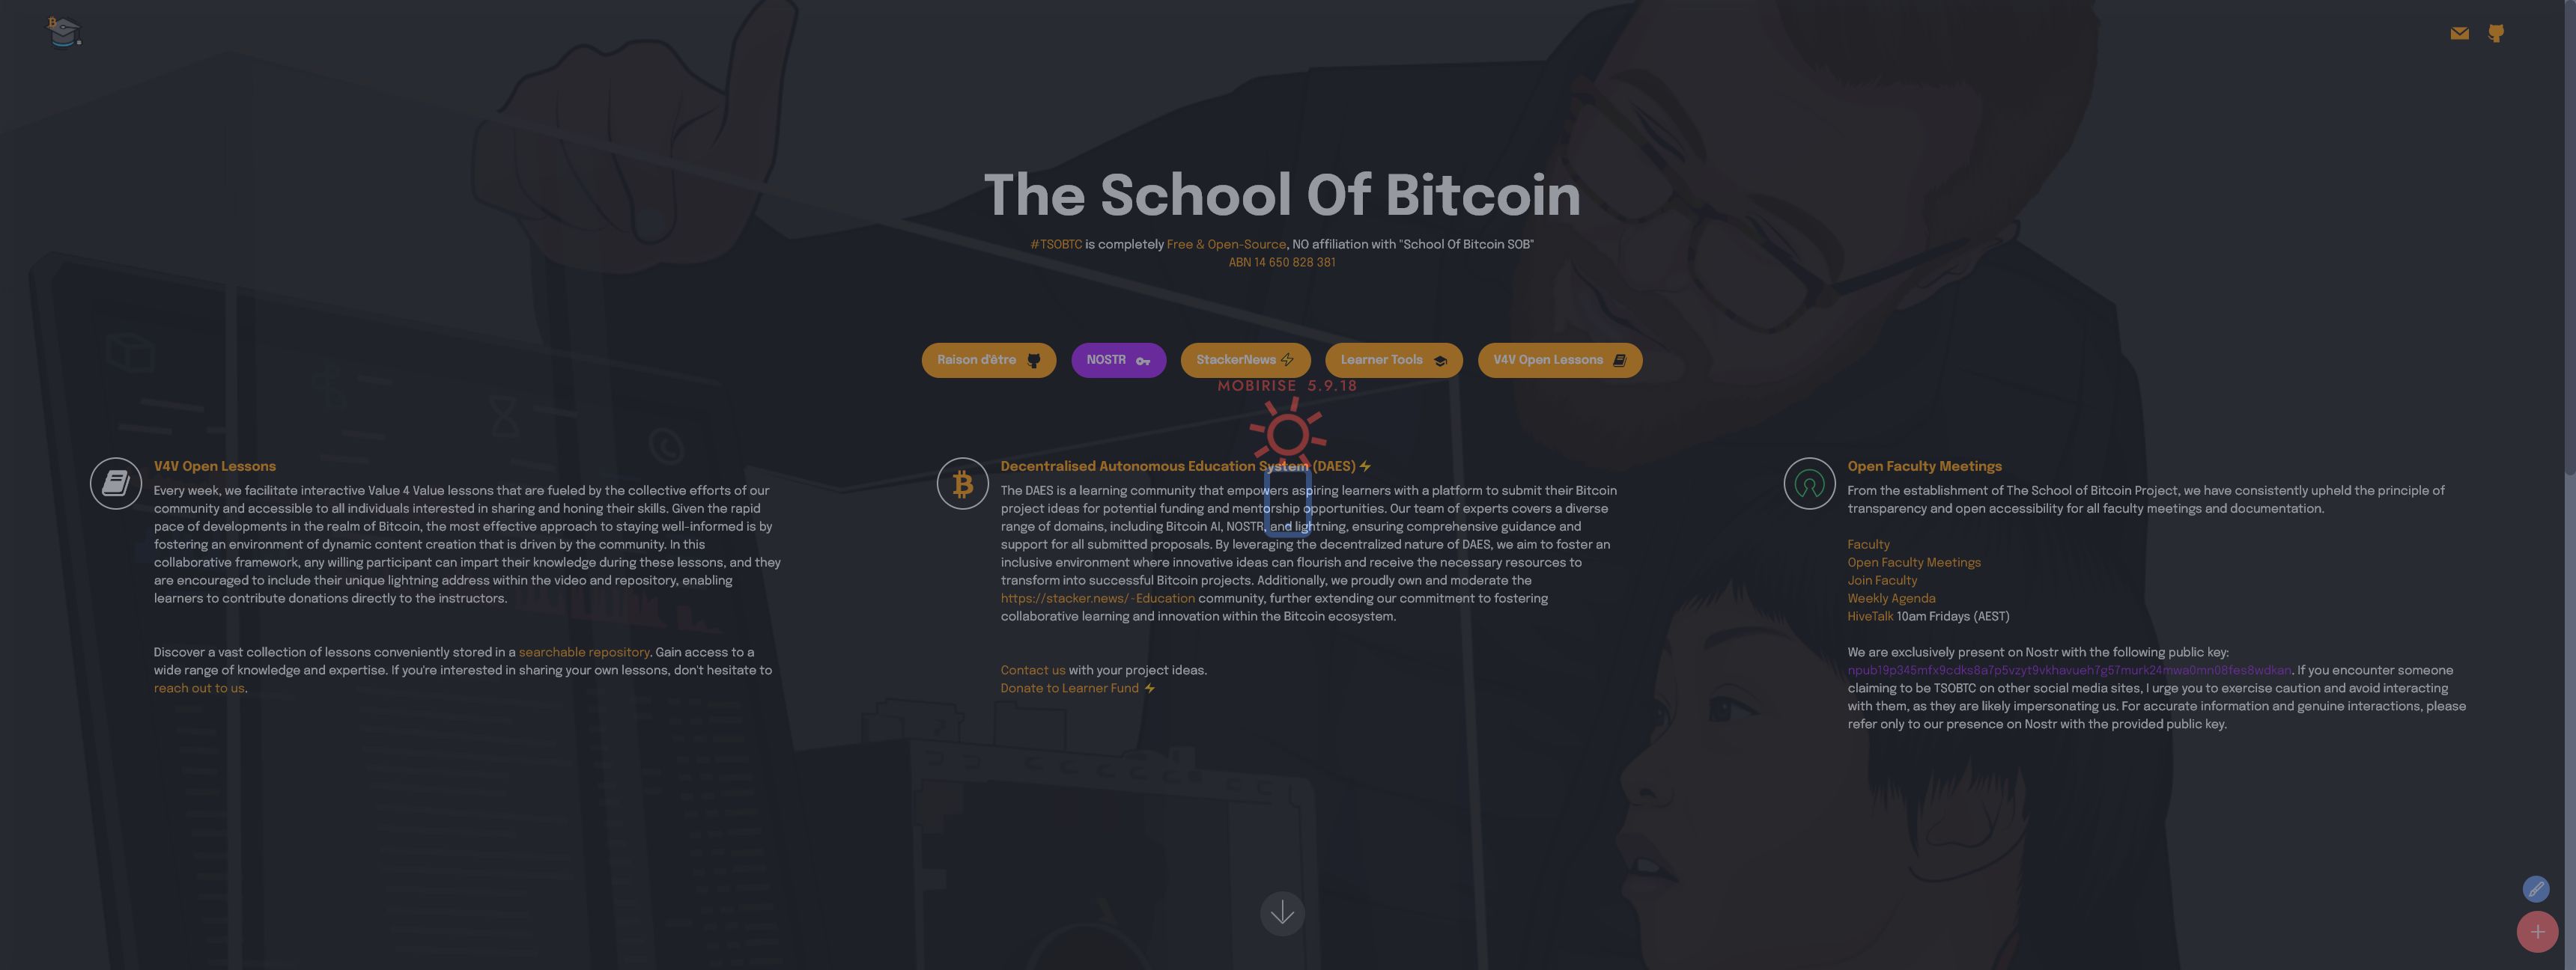 The School Of Bitcoin
#TSOBTC is completely Free & Open-Source, NO affiliation with "School Of Bitcoin SOB"
ABN 14 650 828 381
Raison d'être
NOSTR
StackerNews
Learner Tools
V4V Open Lessons
MOBIRISE 5.9.18
V4V Open Lessons
Every week, we facilitate interactive Value 4 Value lessons that are fueled by the collective efforts of our
community and accessible to all individuals interested in sharing and honing their skills. Given the rapid
pace of developments in the realm of Bitcoin, the most effective approach to staying well-informed is by
fostering an environment of dynamic content creation that is driven by the community. In this
collaborative framework, any willing participant can impart their knowledge during these lessons, and they
are encouraged to include their unique lightning address within the video and repository, enabling
learners to contribute donations directly to the instructors.
Discover a vast collection of lessons conveniently stored in a searchable repository. Gain access to a
wide range of knowledge and expertise. If you're interested in sharing your own lessons, don't hesitate to
reach out to us.
Decentralised Autonomous Education System (DAES)
The DAES is a learning community that empowers aspiring learners with a platform to submit their Bitcoin
project ideas for potential funding and mentorship opportunities. Our team of experts covers a diverse
range of domains, including Bitcoin AI, NOSTR, and lightning, ensuring comprehensive guidance and
support for all submitted proposals. By leveraging the decentralized nature of DAES, we aim to foster an
inclusive environment where innovative ideas can flourish and receive the necessary resources to
transform into successful Bitcoin projects. Additionally, we proudly own and moderate the
https://stacker.news/~Education community, further extending our commitment to fostering
collaborative learning and innovation within the Bitcoin ecosystem.
Contact us with your project ideas.
Donate to Learner Fund
Open Faculty Meetings
From the establishment of The School of Bitcoin Project, we have consistently upheld the principle of
transparency and open accessibility for all faculty meetings and documentation.
Faculty
Open Faculty Meetings
Join Faculty
Weekly Agenda
HiveTalk 10am Fridays (AEST)
We are exclusively present on Nostr with the following public key:
npub19p345mfx9cdks8a7p5vzyt9vkhavueh7g57murk24mwa0mn08fes8wdkan. If you encounter someone
claiming to be TSOBTC on other social media sites, I urge you to exercise caution and avoid interacting
with them, as they are likely impersonating us. For accurate information and genuine interactions, please
refer only to our presence on Nostr with the provided public key.